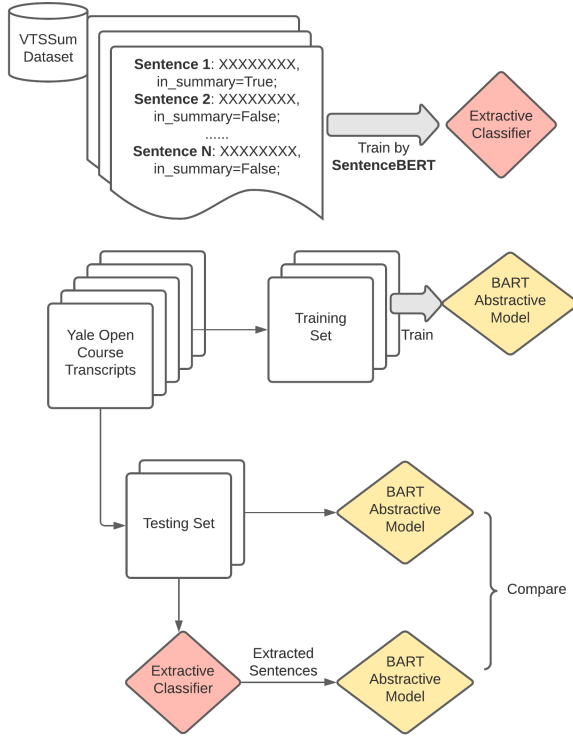 VTSSum
Dataset
Sentence 1: XXXXXXXX,
in_summary=True;
Sentence 2: XXXXXXXX,
in_summary=False;
......
Sentence N: XXXXXXXX,
in_summary=False;
Train by
SentenceBERT
Extractive
Classifier
Yale Open
Course
Transcripts
Training
Set
Train
BART
Abstractive
Model
Testing Set
BART
Abstractive
Model
Compare
Extractive
Classifier
Extracted
Sentences
BART
Abstractive
Model